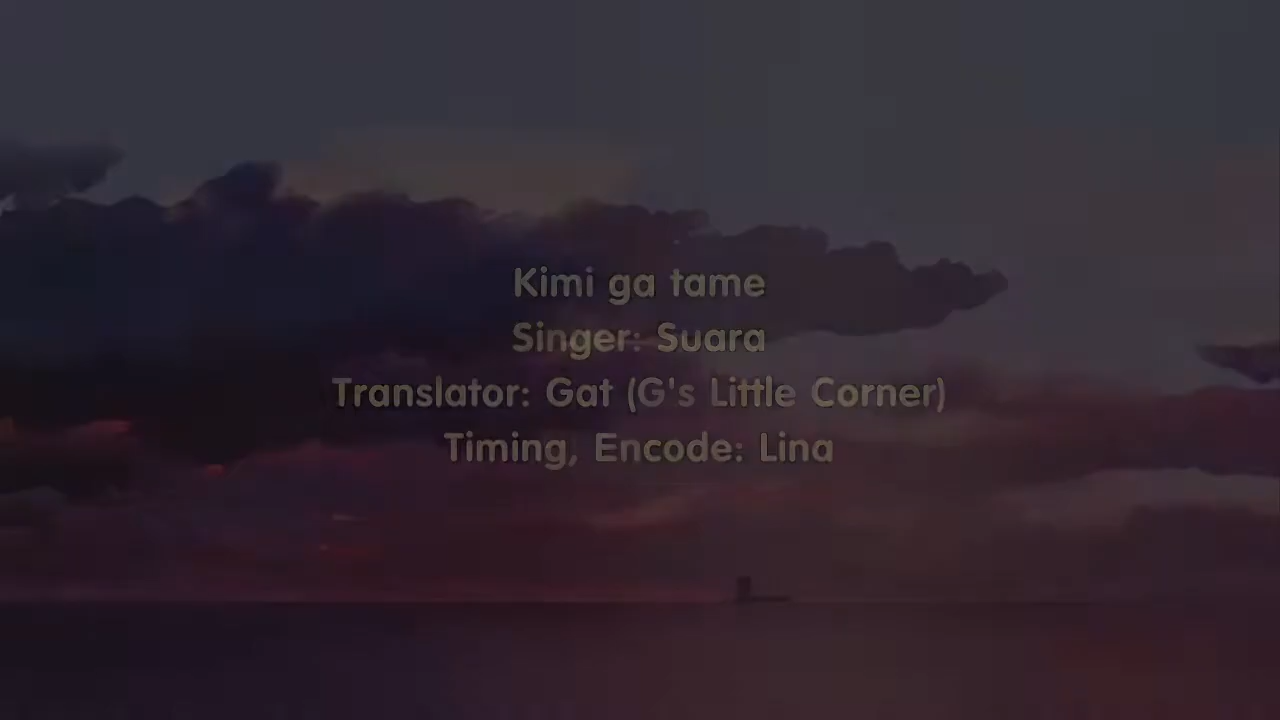 Kimi ga tame
Singer: Suara
Translator: Gat (G's Little Corner)
Timing, Encode: Lina